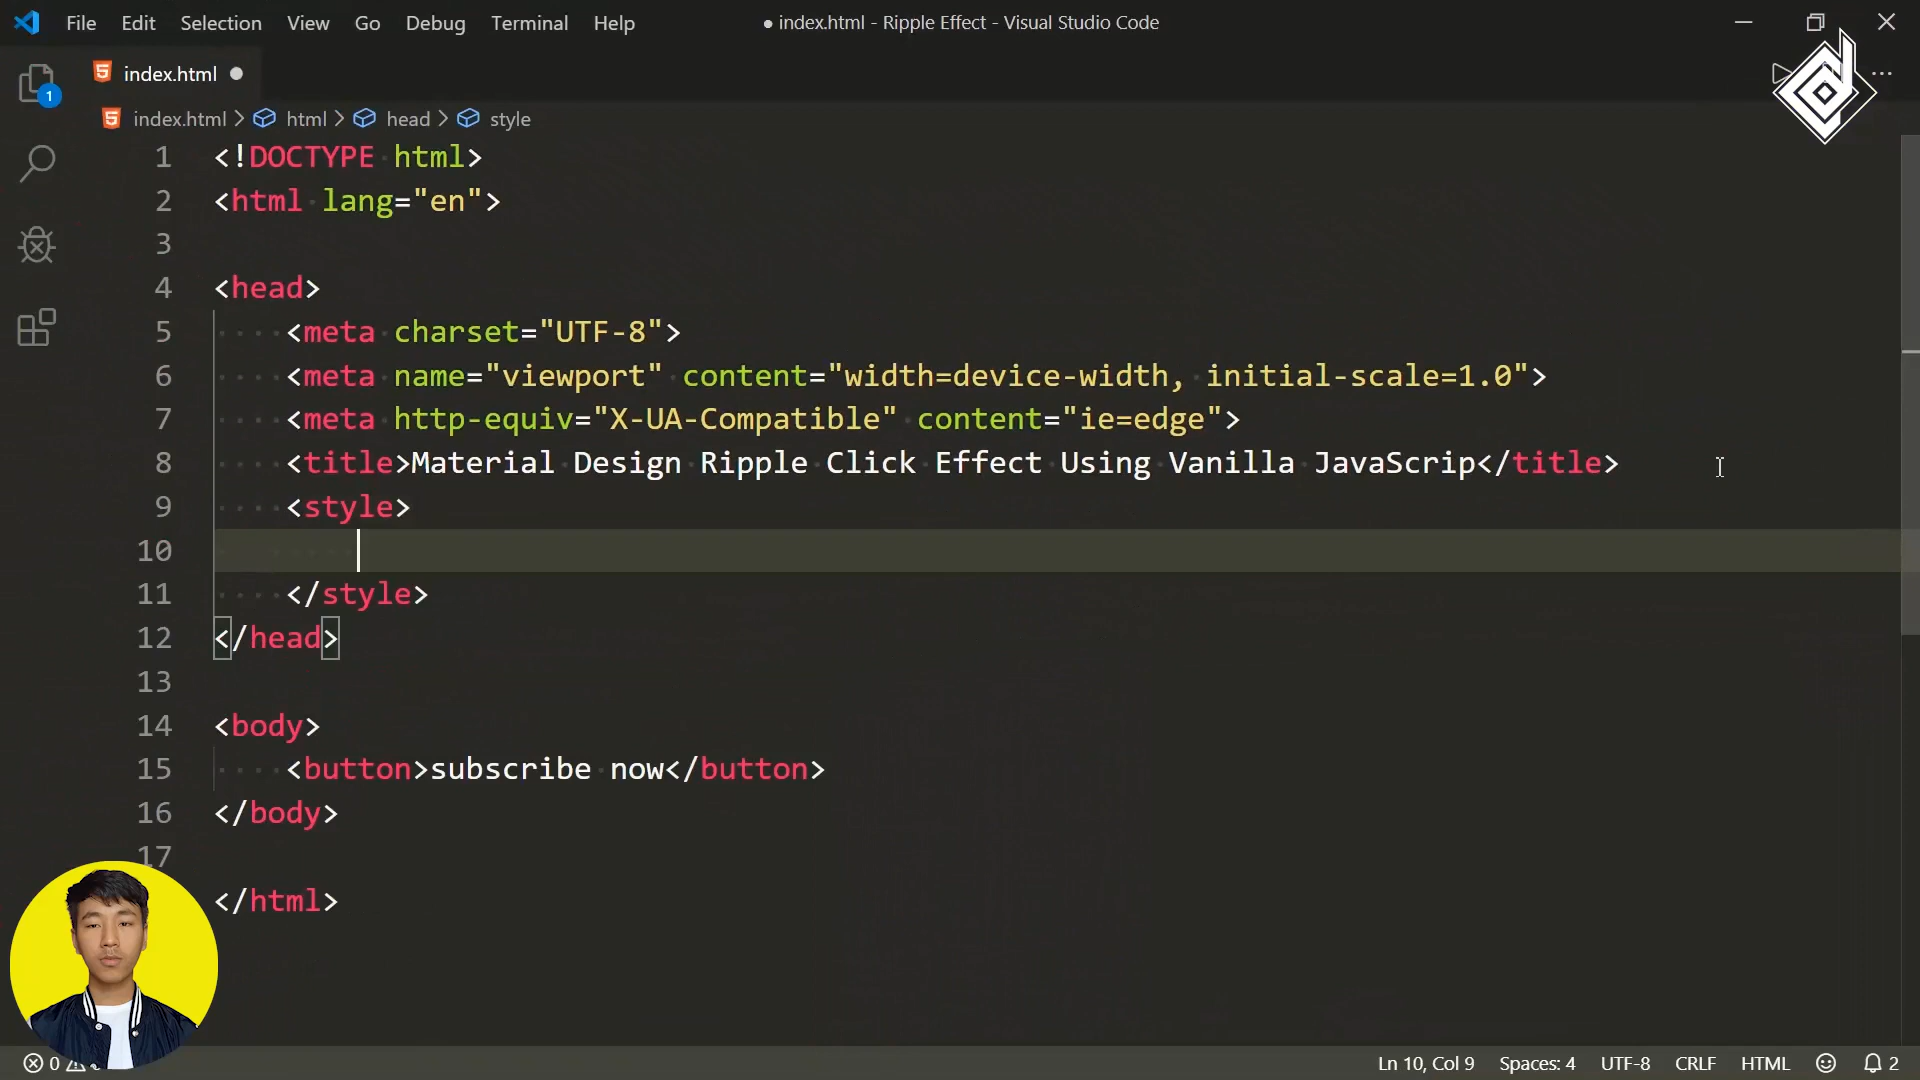 File Edit Selection View Go Debug Terminal Help ● index.html - Ripple Effect - Visual Studio Code
index.html ●
1
index.html > html > head > style
1 <!DOCTYPE html>
2 <html lang="en">
3
4 <head>
5 <meta charset="UTF-8">
6 <meta name="viewport" content="width=device-width, initial-scale=1.0">
7 <meta http-equiv="X-UA-Compatible" content="ie=edge">
8 <title>Material Design Ripple Click Effect Using Vanilla JavaScrip</title>
9 <style>
10
11 </style>
12 </head>
13
14 <body>
15 <button>subscribe now</button>
16 </body>
17
</html>
0 Ln 10, Col 9 Spaces: 4 UTF-8 CRLF HTML 2